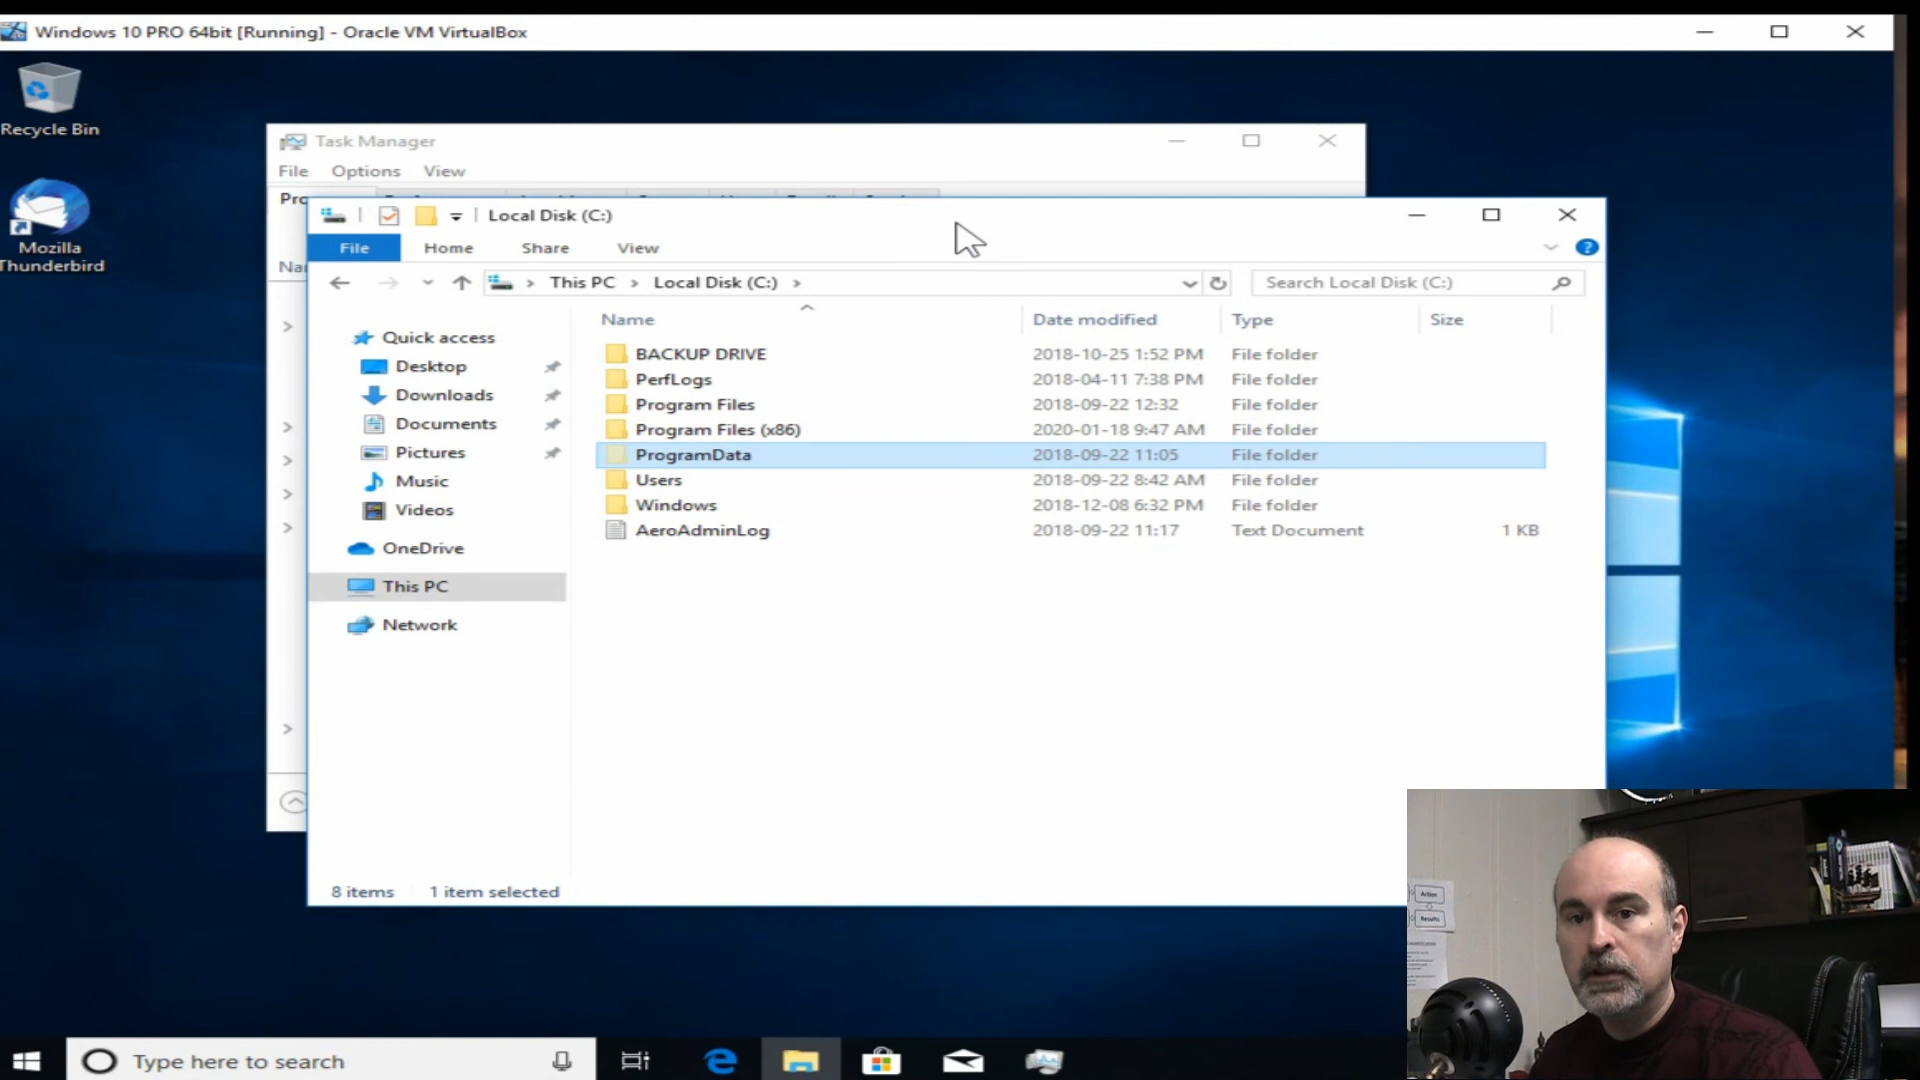 Windows 10 PRO 64bit [Running] - Oracle VM VirtualBox
Recycle Bin
Mozilla
Thunderbird
Task Manager
File Options View
Local Disk (C:)
File Home Share View
This PC Local Disk (C:)
Search Local Disk (C:)
Name Date modified Type Size
Quick access
Desktop
Downloads
Documents
Pictures
Music
Videos
OneDrive
This PC
Network
BACKUP DRIVE 2018-10-25 1:52 PM File folder
PerfLogs 2018-04-11 7:38 PM File folder
Program Files 2018-09-22 12:32 File folder
Program Files (x86) 2020-01-18 9:47 AM File folder
ProgramData 2018-09-22 11:05 File folder
Users 2018-09-22 8:42 AM File folder
Windows 2018-12-08 6:32 PM File folder
AeroAdminLog 2018-09-22 11:17 Text Document 1 KB
8 items 1 item selected
Action
Results
Type here to search